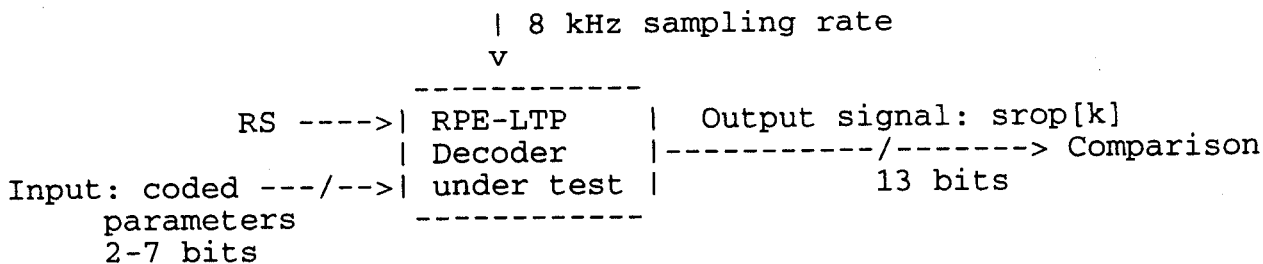 | 8 kHz sampling rate
v
------------
RS ---->| RPE-LTP | Output signal: srop[k]
| Decoder |-----------/-------> Comparison
Input: coded ---/-->| under test | 13 bits
parameters ------------
2-7 bits